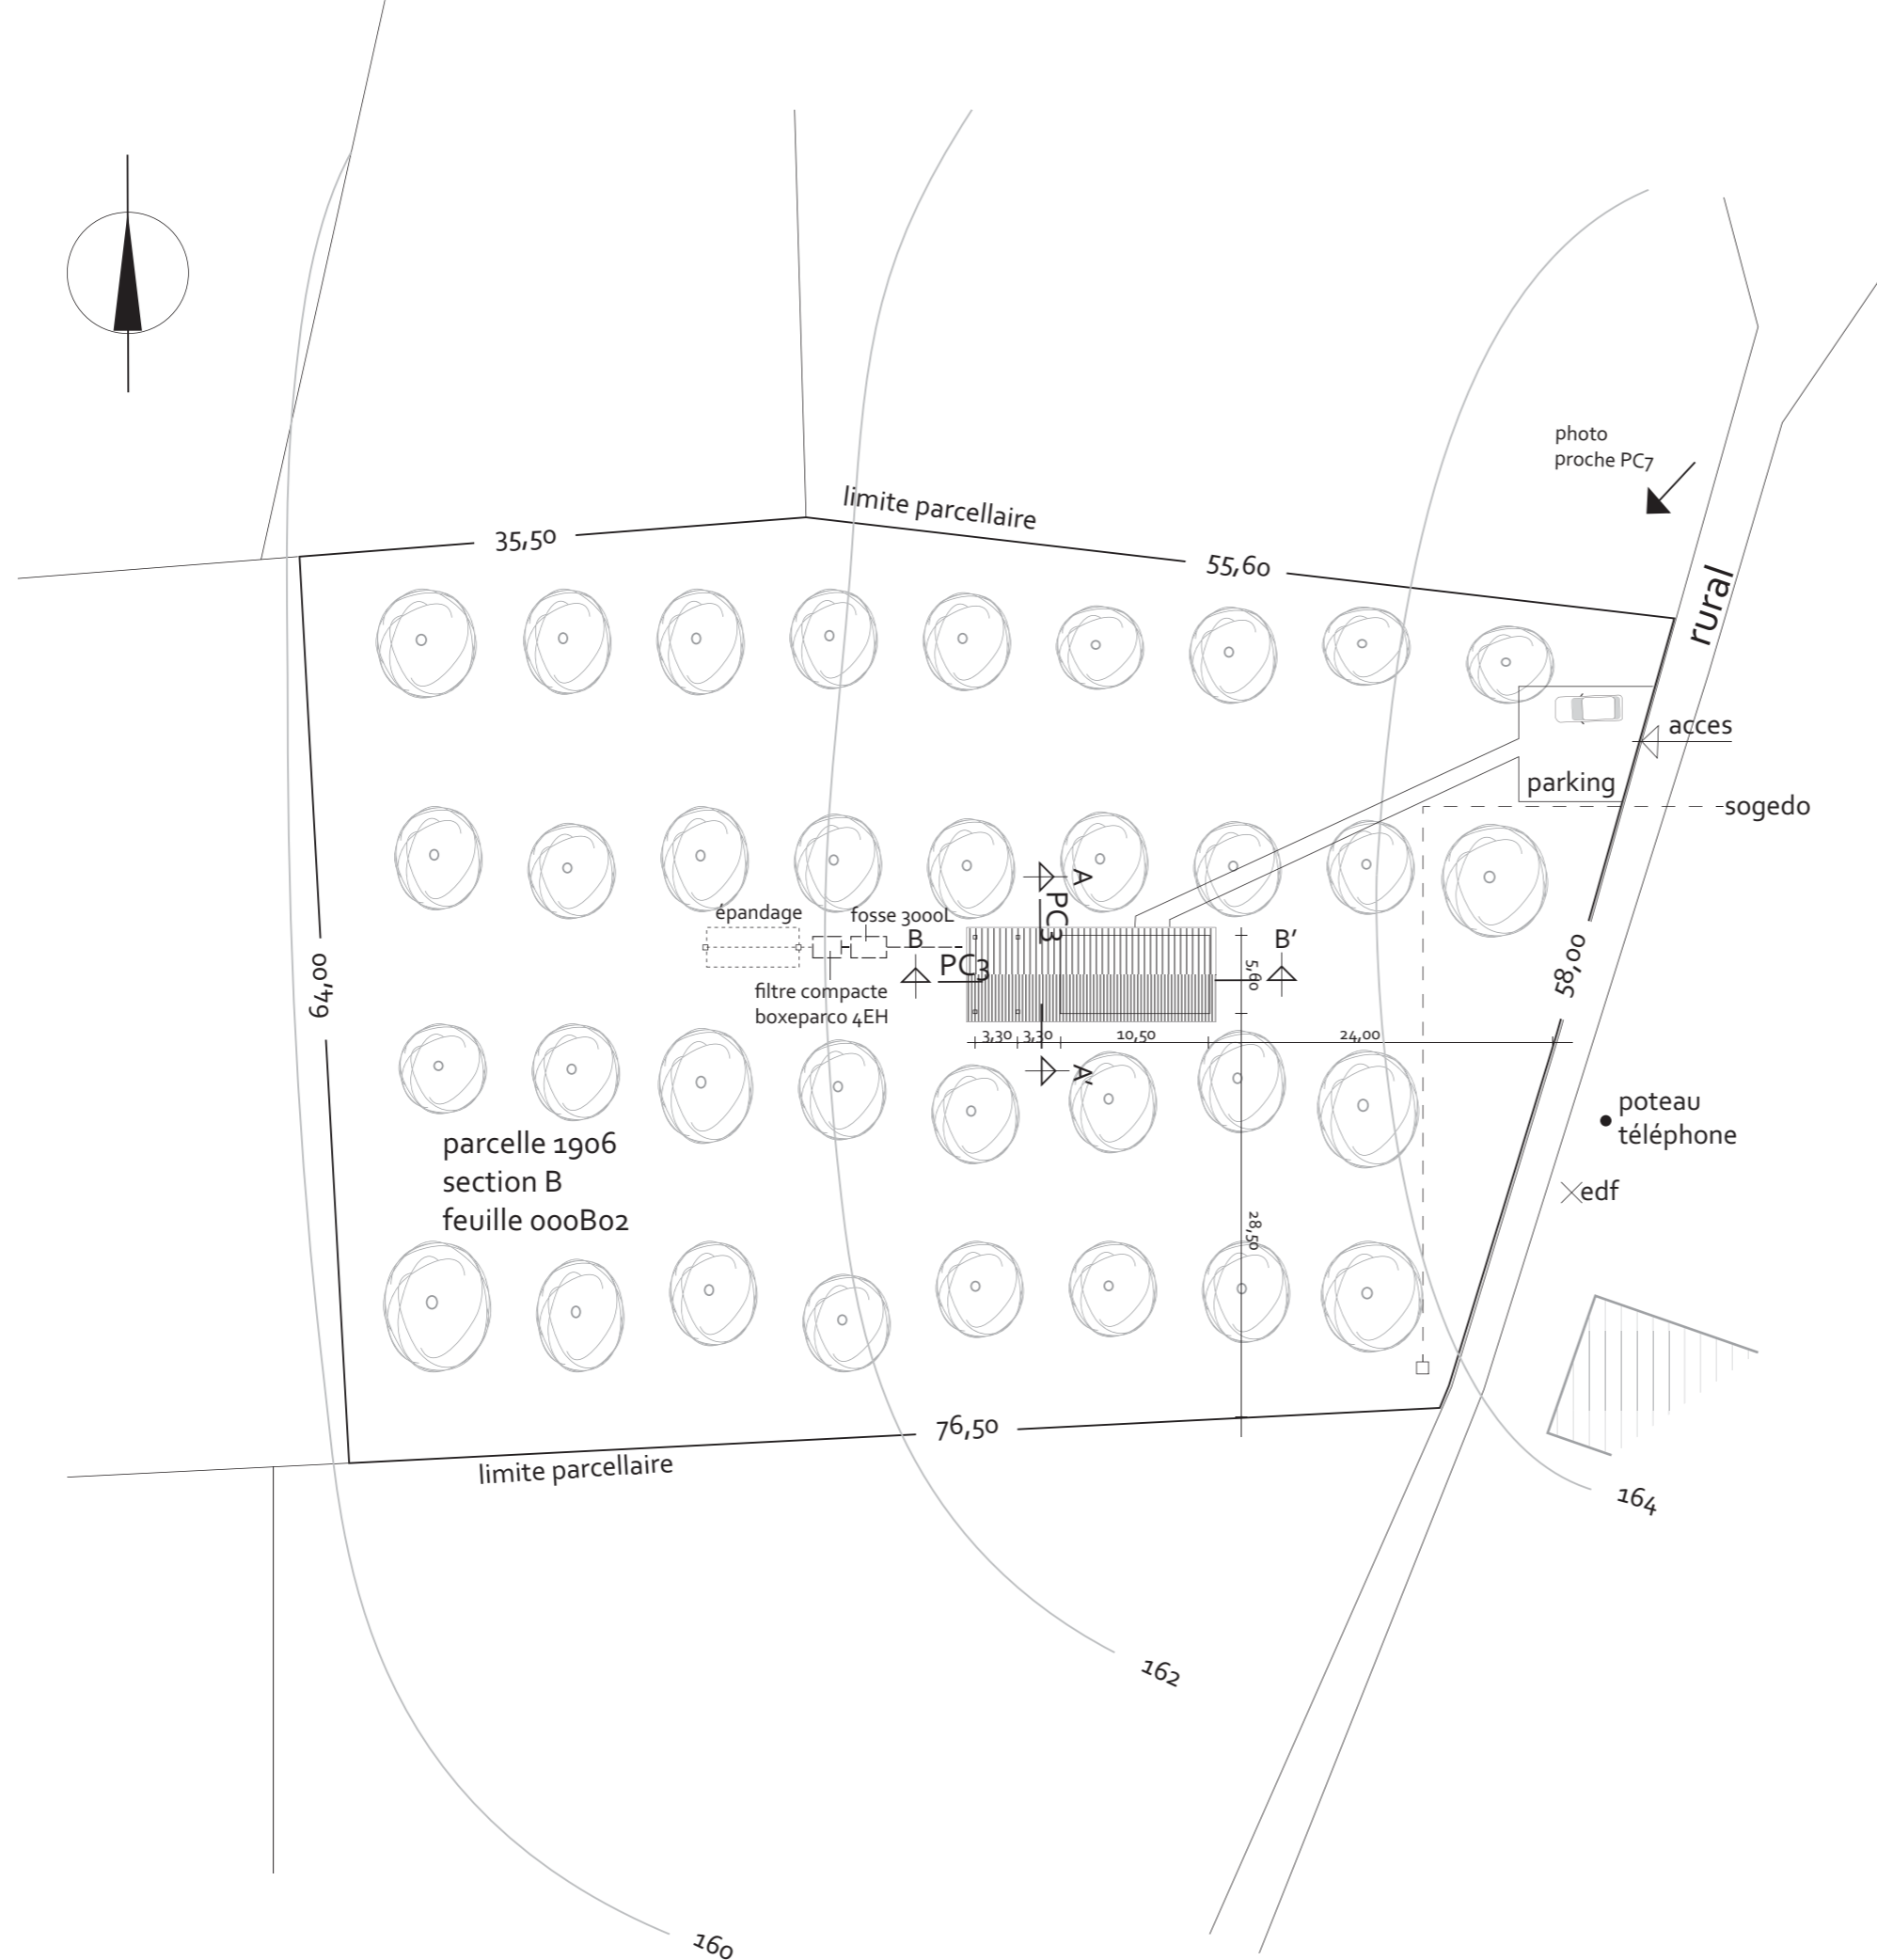 photo
proche PC7
limite parcellaire
35,50
55,60
rural
acces
parking
sogedo
A
épandage
fosse 3000L
PC3
B
B'
PC3
5,60
58,00
64,00
filtre compacte
boxeparco 4EH
3,30
3,30
10,50
24,00
A'
poteau
téléphone
parcelle 1906
section B
feuille 000B02
edf
28,50
76,50
limite parcellaire
164
162
160